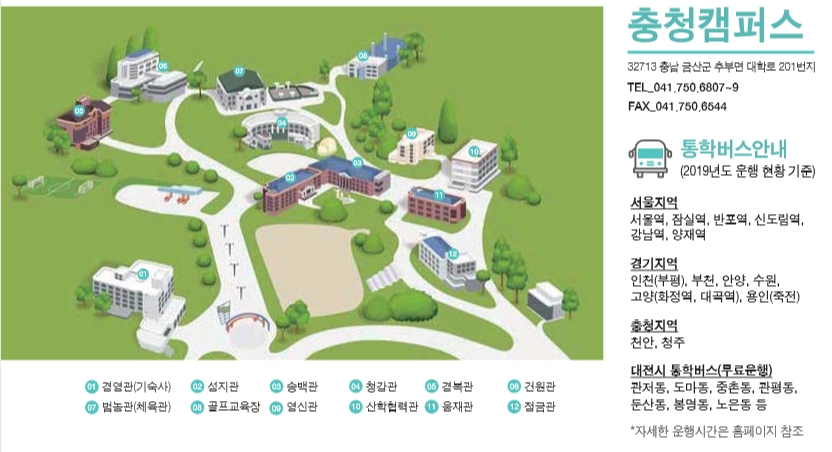 충청캠퍼스
32713 충남 금산군 추부면 대학로 201번지
TEL_041.750.6807~9
FAX_041.750.6544
통학버스안내
(2019년도 운행 현황 기준)
서울지역
서울역, 잠실역, 반포역, 신도림역,
강남역, 양재역
경기지역
인천(부평), 부천, 안양, 수원,
고양(화정역, 대곡역), 용인(죽전)
충청지역
천안, 청주
대전시 통학버스(무료운행)
관저동, 도마동, 중촌동, 관평동,
둔산동, 봉명동, 노은동 등
*자세한 운행시간은 홈페이지 참조
06
07
08
05
04
09
10
03
02
11
12
01
01 경영관(기숙사) 02 섬지관 03 승백관 04 청감관 05 경복관 06 건원관
07 범농관(체육관) 08 골프교육장 09 영신관 10 산학협력관 11 웅재관 12 정금관